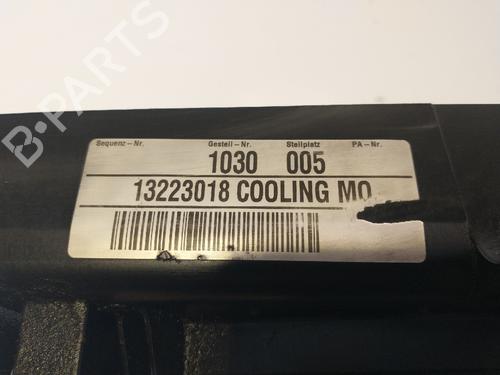 Sequenz-Nr. Gestell-Nr. Stellplatz PA-Nr.
1030 005
13223018 COOLING MO
B-PARTS